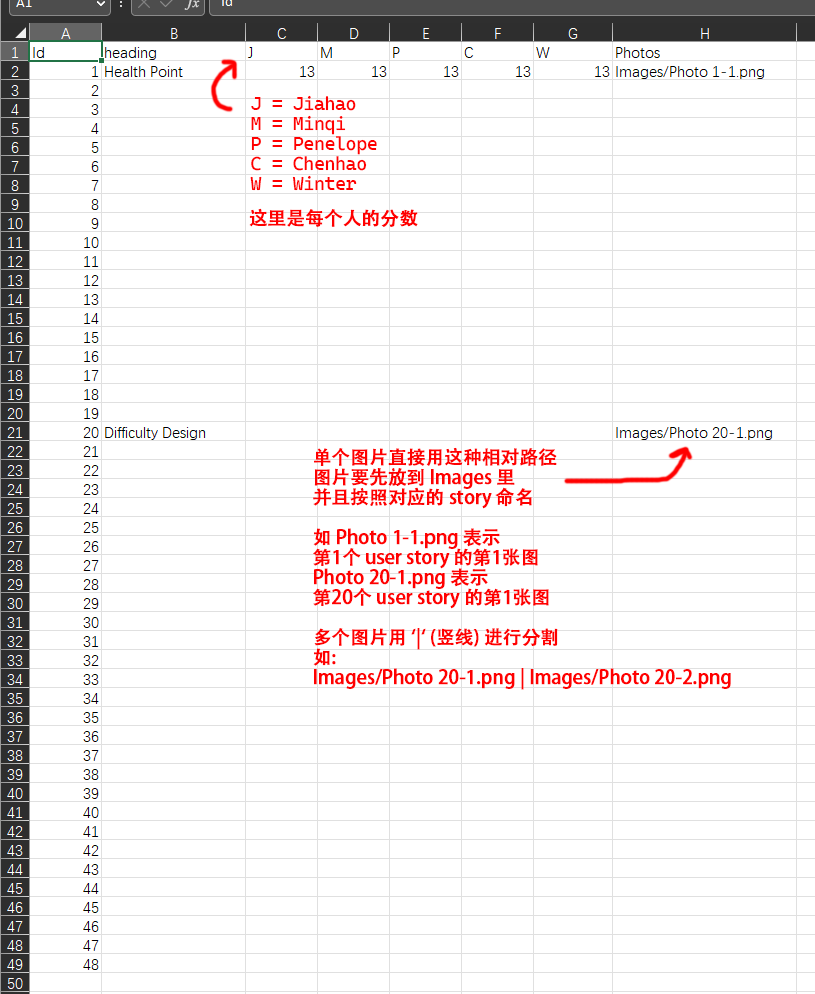 A1 fx Id
A B C D E F G H
1 Id heading J M P C W Photos
2 1 Health Point 13 13 13 13 13 Images/Photo 1-1.png
3 2
4 3
5 4
6 5
7 6
8 7
9 8
10 9
11 10
12 11
13 12
14 13
15 14
16 15
17 16
18 17
19 18
20 19
J = Jiahao
M = Minqi
P = Penelope
C = Chenhao
W = Winter
这里是每个人的分数
21 20 Difficulty Design Images/Photo 20-1.png
22 21
23 22
24 23
25 24
26 25
27 26
28 27
29 28
30 29
31 30
32 31
33 32
34 33
35 34
36 35
37 36
38 37
39 38
40 39
41 40
42 41
43 42
44 43
45 44
46 45
47 46
48 47
49 48
50
单个图片直接用这种相对路径
图片要先放到 Images 里
并且按照对应的 story 命名
如 Photo 1-1.png 表示
第1个 user story 的第1张图
Photo 20-1.png 表示
第20个 user story 的第1张图
多个图片用 ‘|‘ (竖线) 进行分割
如:
Images/Photo 20-1.png | Images/Photo 20-2.png